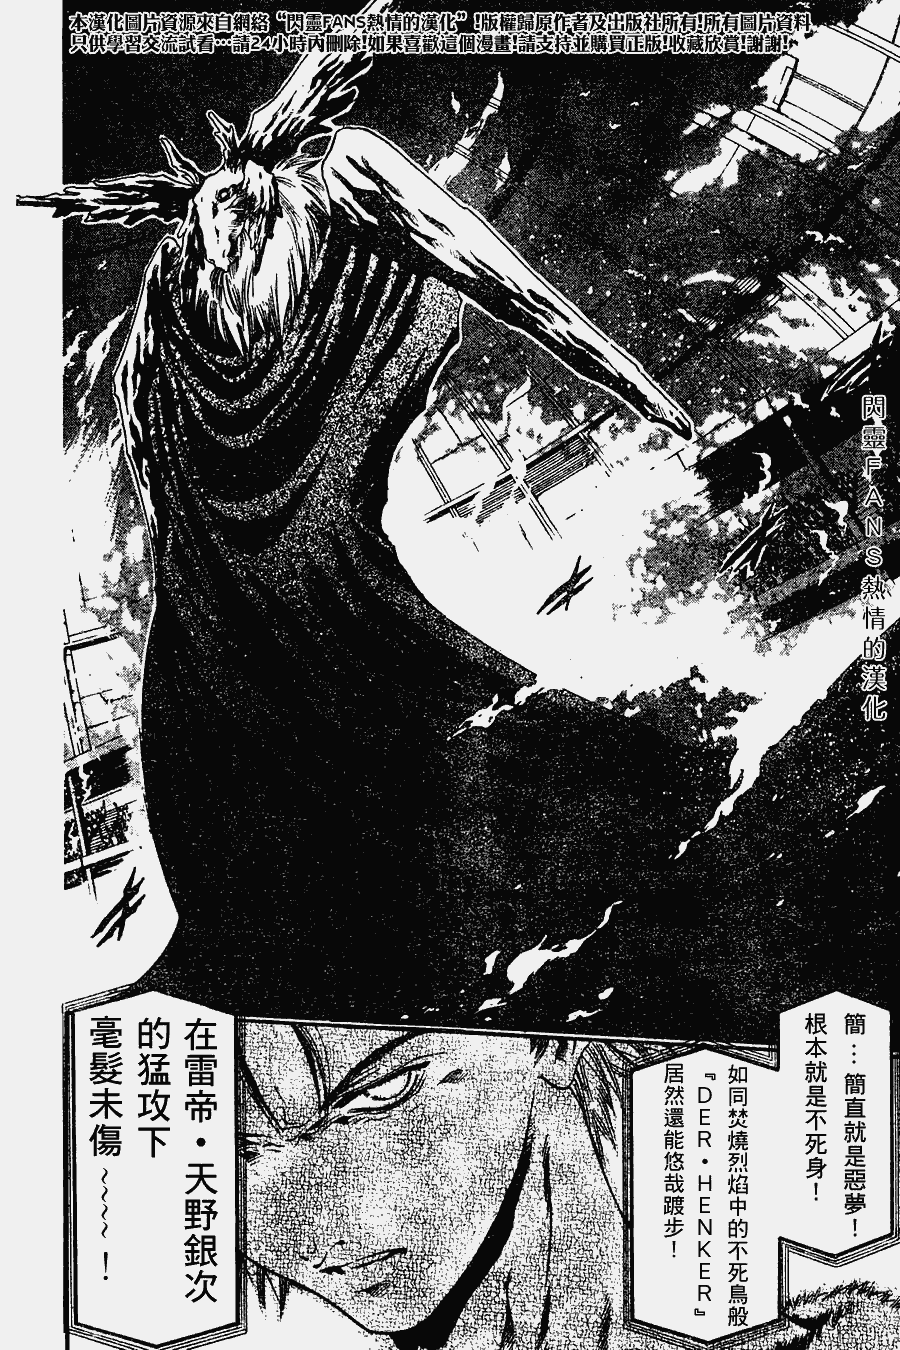 本漢化圖片資源來自網絡“閃靈FANS熱情的漢化”!版權歸原作者及出版社所有!所有圖片資料
只供學習交流試看…請24小時內刪除!如果喜歡這個漫畫!請支持並購買正版!收藏欣賞!謝謝!
閃靈FANS熱情的漢化
簡…簡直就是惡夢！
根本就是不死身！
如同焚燒烈焰中的不死鳥般
『DER・HENKER』
居然還能悠哉踱步！
在雷帝・天野銀次
的猛攻下
毫髮未傷~~~~！